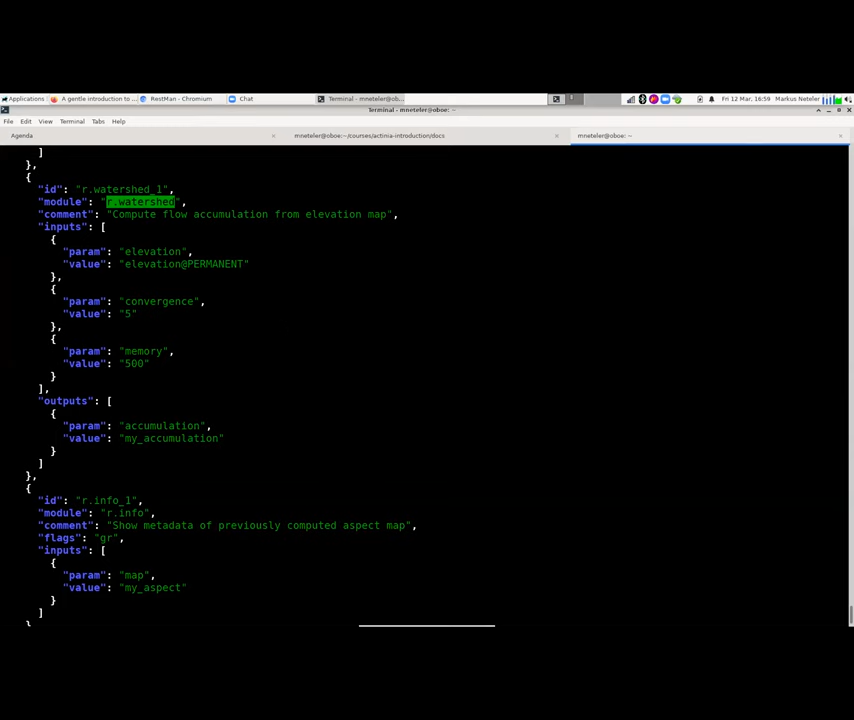 Applications
A gentle introduction to ...
RestMan - Chromium
Chat
Terminal - mneteler@ob...
Fri 12 Mar, 16:59
Markus Neteler
Terminal - mneteler@oboe: ~
File Edit View Terminal Tabs Help
Agenda
mneteler@oboe:~/courses/actinia-introduction/docs
mneteler@oboe: ~
]
},
{
"id": "r.watershed_1",
"module": "r.watershed",
"comment": "Compute flow accumulation from elevation map",
"inputs": [
{
"param": "elevation",
"value": "elevation@PERMANENT"
},
{
"param": "convergence",
"value": "5"
},
{
"param": "memory",
"value": "500"
}
],
"outputs": [
{
"param": "accumulation",
"value": "my_accumulation"
}
]
},
{
"id": "r.info_1",
"module": "r.info",
"comment": "Show metadata of previously computed aspect map",
"flags": "gr",
"inputs": [
{
"param": "map",
"value": "my_aspect"
}
]
}